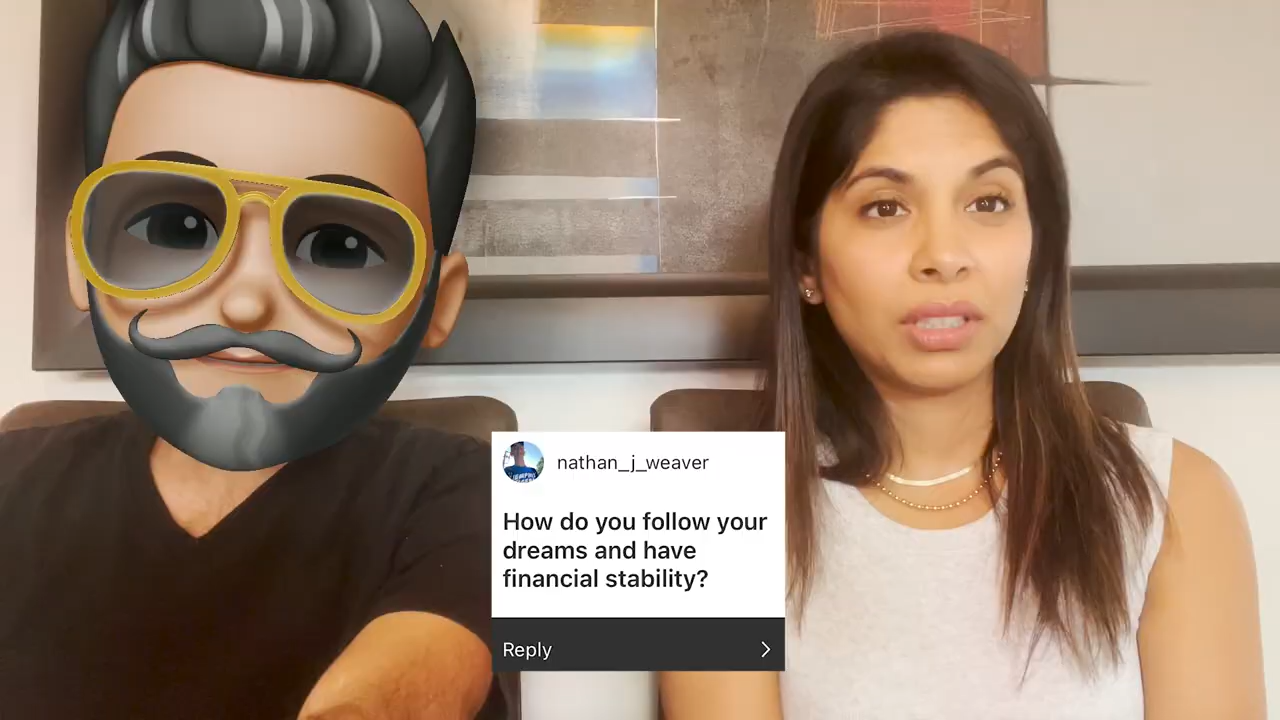 nathan_j_weaver
How do you follow your
dreams and have
financial stability?
Reply